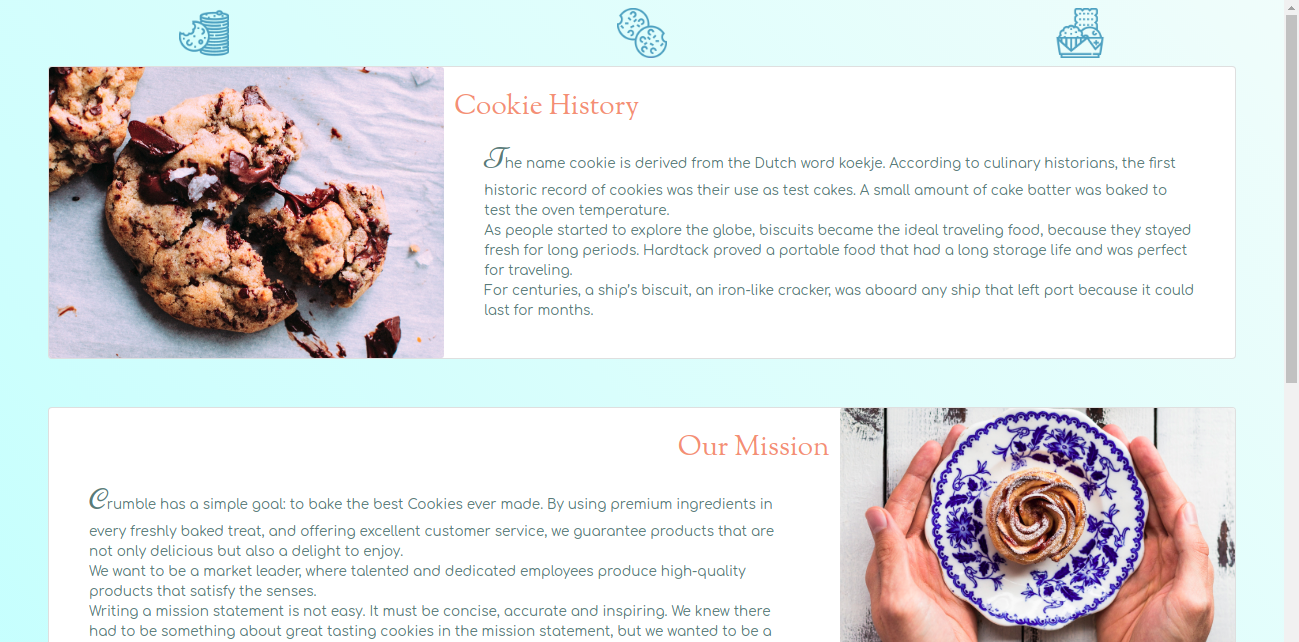 Cookie History
The name cookie is derived from the Dutch word koekje. According to culinary historians, the first
historic record of cookies was their use as test cakes. A small amount of cake batter was baked to
test the oven temperature.
As people started to explore the globe, biscuits became the ideal traveling food, because they stayed
fresh for long periods. Hardtack proved a portable food that had a long storage life and was perfect
for traveling.
For centuries, a ship's biscuit, an iron-like cracker, was aboard any ship that left port because it could
last for months.
Our Mission
Crumble has a simple goal: to bake the best Cookies ever made. By using premium ingredients in
every freshly baked treat, and offering excellent customer service, we guarantee products that are
not only delicious but also a delight to enjoy.
We want to be a market leader, where talented and dedicated employees produce high-quality
products that satisfy the senses.
Writing a mission statement is not easy. It must be concise, accurate and inspiring. We knew there
had to be something about great tasting cookies in the mission statement, but we wanted to be a